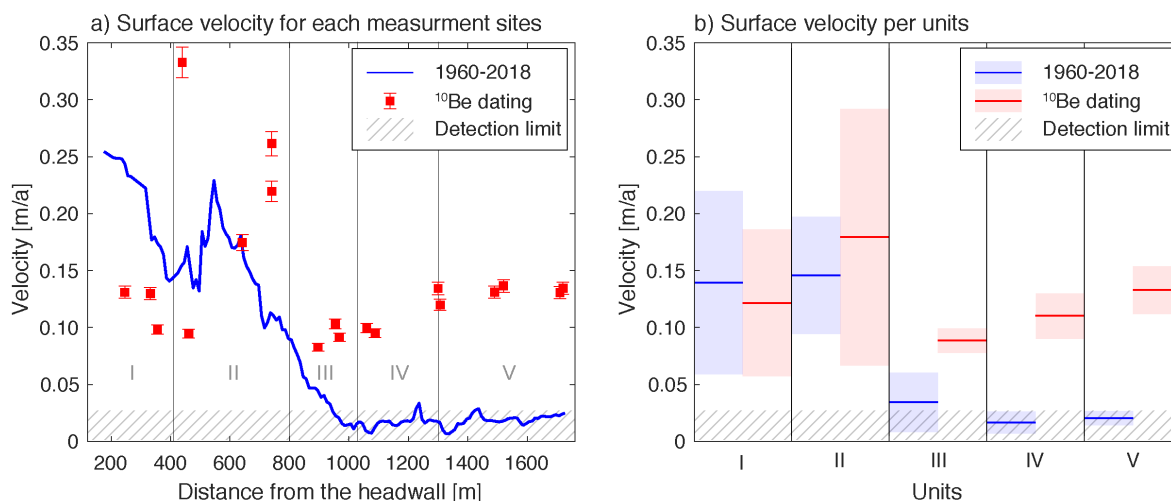 a) Surface velocity for each measurment sites
0.35
0.30
0.25
0.20
0.15
0.10
0.05
0
Velocity [m/a]
1960-2018
¹⁰Be dating
Detection limit
I
II
III
IV
V
200
400
600
800
1000
1200
1400
1600
Distance from the headwall [m]
b) Surface velocity per units
0.35
0.30
0.25
0.20
0.15
0.10
0.05
0
Velocity [m/a]
1960-2018
¹⁰Be dating
Detection limit
I
II
III
IV
V
Units